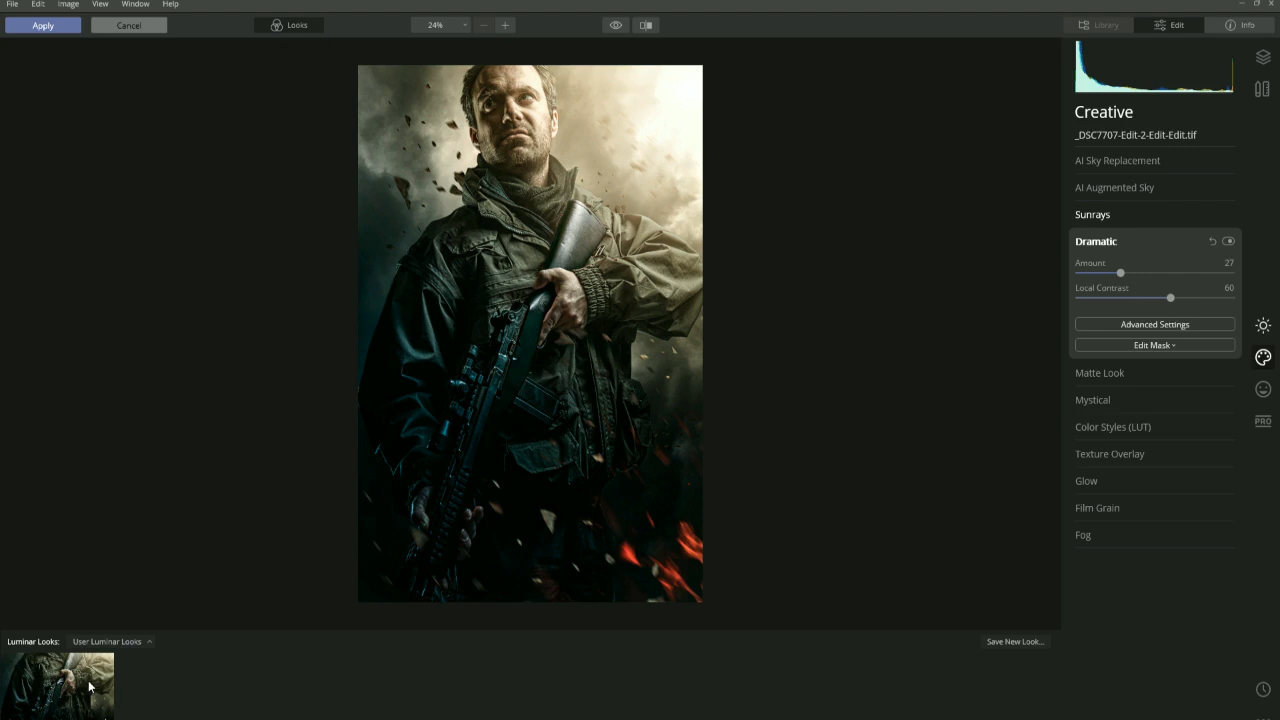 File Edit Image View Window Help
Apply Cancel Looks 24% Library Edit Info
Creative
_DSC7707-Edit-2-Edit-Edit.tif
AI Sky Replacement
AI Augmented Sky
Sunrays
Dramatic
Amount 27
Local Contrast 60
Advanced Settings
Edit Mask
Matte Look
Mystical
PRO
Color Styles (LUT)
Texture Overlay
Glow
Film Grain
Fog
Luminar Looks: User Luminar Looks Save New Look...